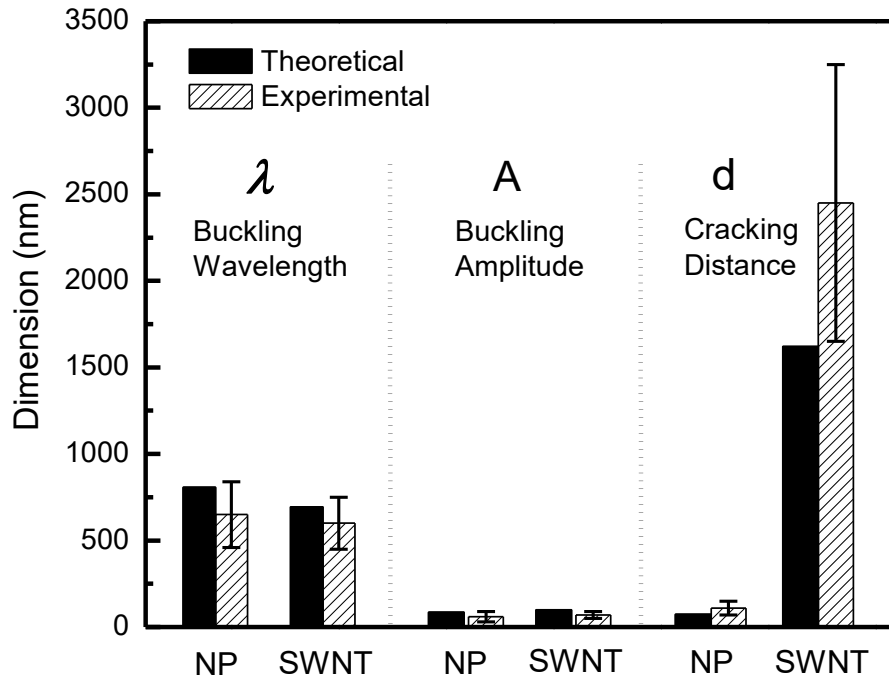 3500
3000
2500
2000
1500
1000
500
0
Dimension (nm)
Theoretical
Experimental
λ
Buckling
Wavelength
A
Buckling
Amplitude
d
Cracking
Distance
NP
SWNT
NP
SWNT
NP
SWNT